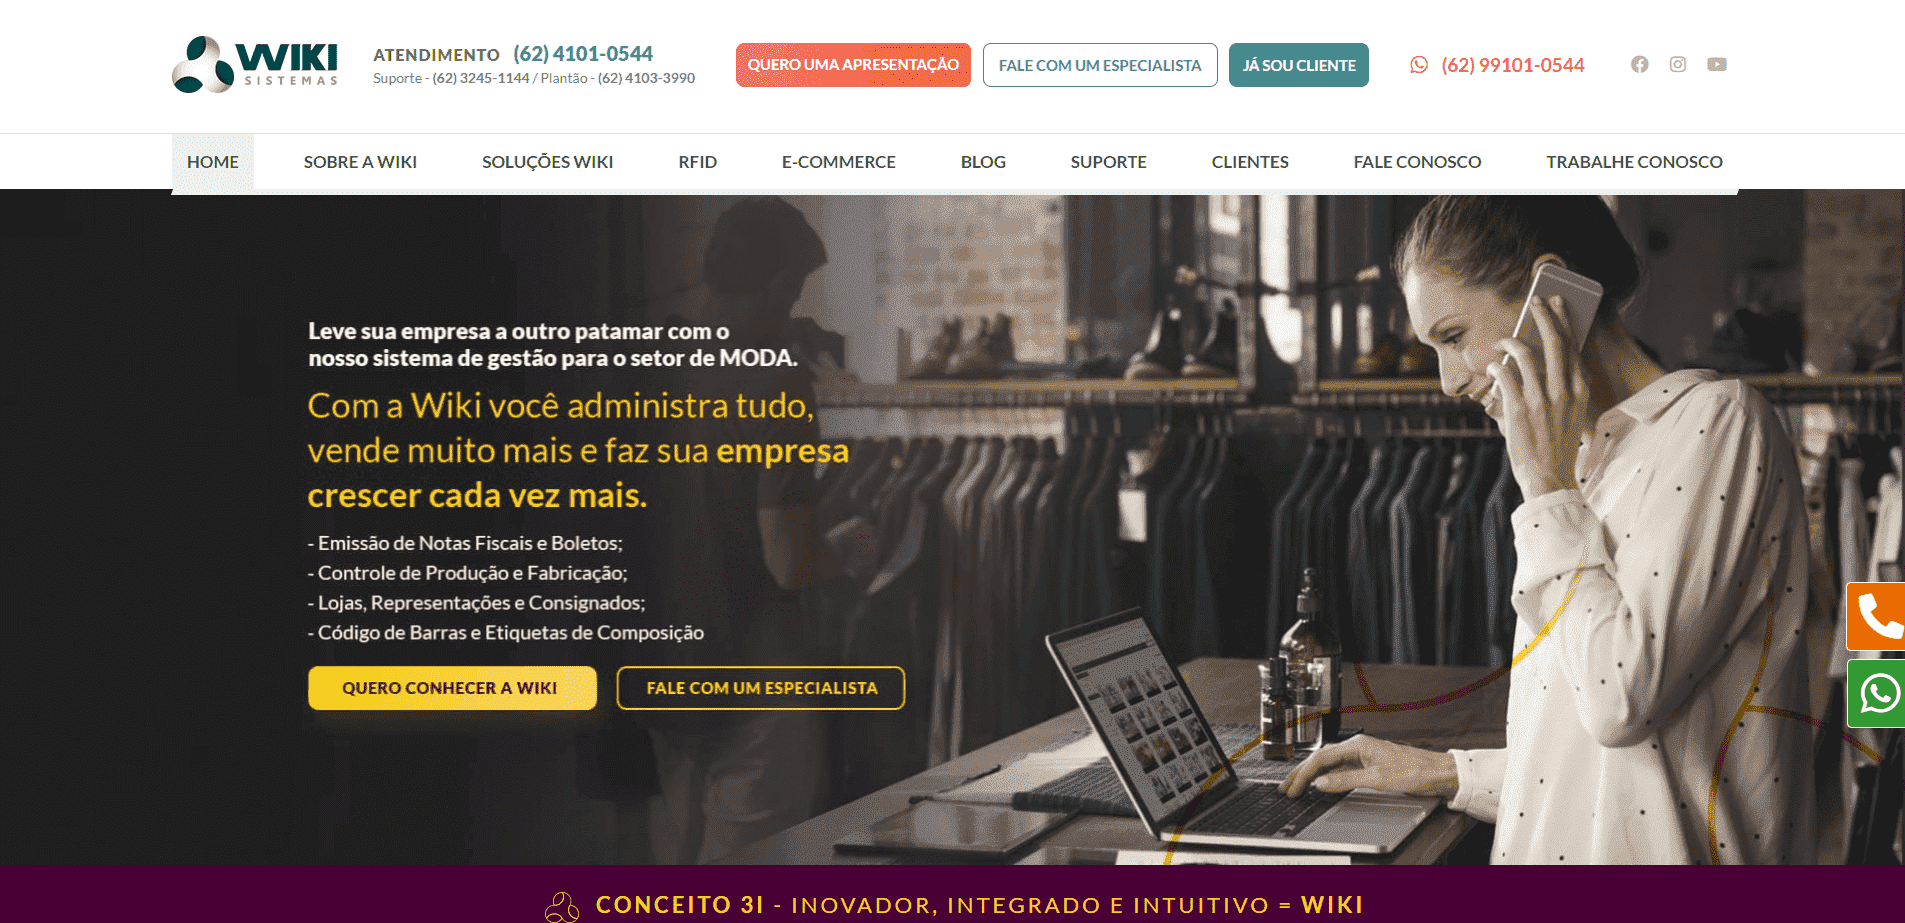 WIKI
SISTEMAS
ATENDIMENTO (62) 4101-0544
Suporte - (62) 3245-1144 / Plantão - (62) 4103-3990
QUERO UMA APRESENTAÇÃO
FALE COM UM ESPECIALISTA
JÁ SOU CLIENTE
(62) 99101-0544
HOME
SOBRE A WIKI
SOLUÇÕES WIKI
RFID
E-COMMERCE
BLOG
SUPORTE
CLIENTES
FALE CONOSCO
TRABALHE CONOSCO
Leve sua empresa a outro patamar com o
nosso sistema de gestão para o setor de MODA.
Com a Wiki você administra tudo,
vende muito mais e faz sua empresa
crescer cada vez mais.
- Emissão de Notas Fiscais e Boletos;
- Controle de Produção e Fabricação;
- Lojas, Representações e Consignados;
- Código de Barras e Etiquetas de Composição
QUERO CONHECER A WIKI
FALE COM UM ESPECIALISTA
CONCEITO 3I - INOVADOR, INTEGRADO E INTUITIVO = WIKI